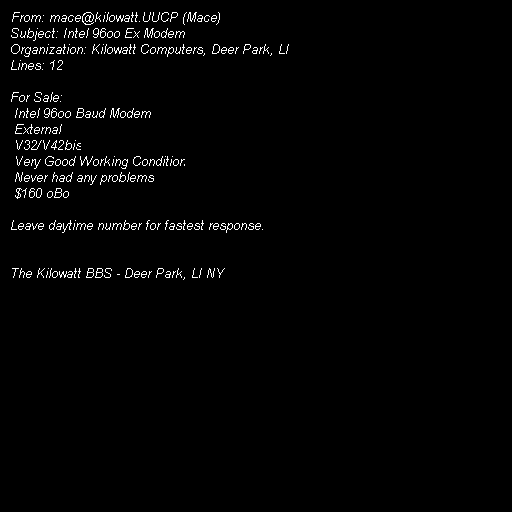 From: mace@kilowatt.UUCP (Mace)
Subject: Intel 96oo Ex Modem
Organization: Kilowatt Computers, Deer Park, LI
Lines: 12

For Sale:
Intel 96oo Baud Modem
External
V32/V42bis
Very Good Working Conditior.
Never had any problems
$160 oBo

Leave daytime number for fastest response.

The Kilowatt BBS - Deer Park, LI NY